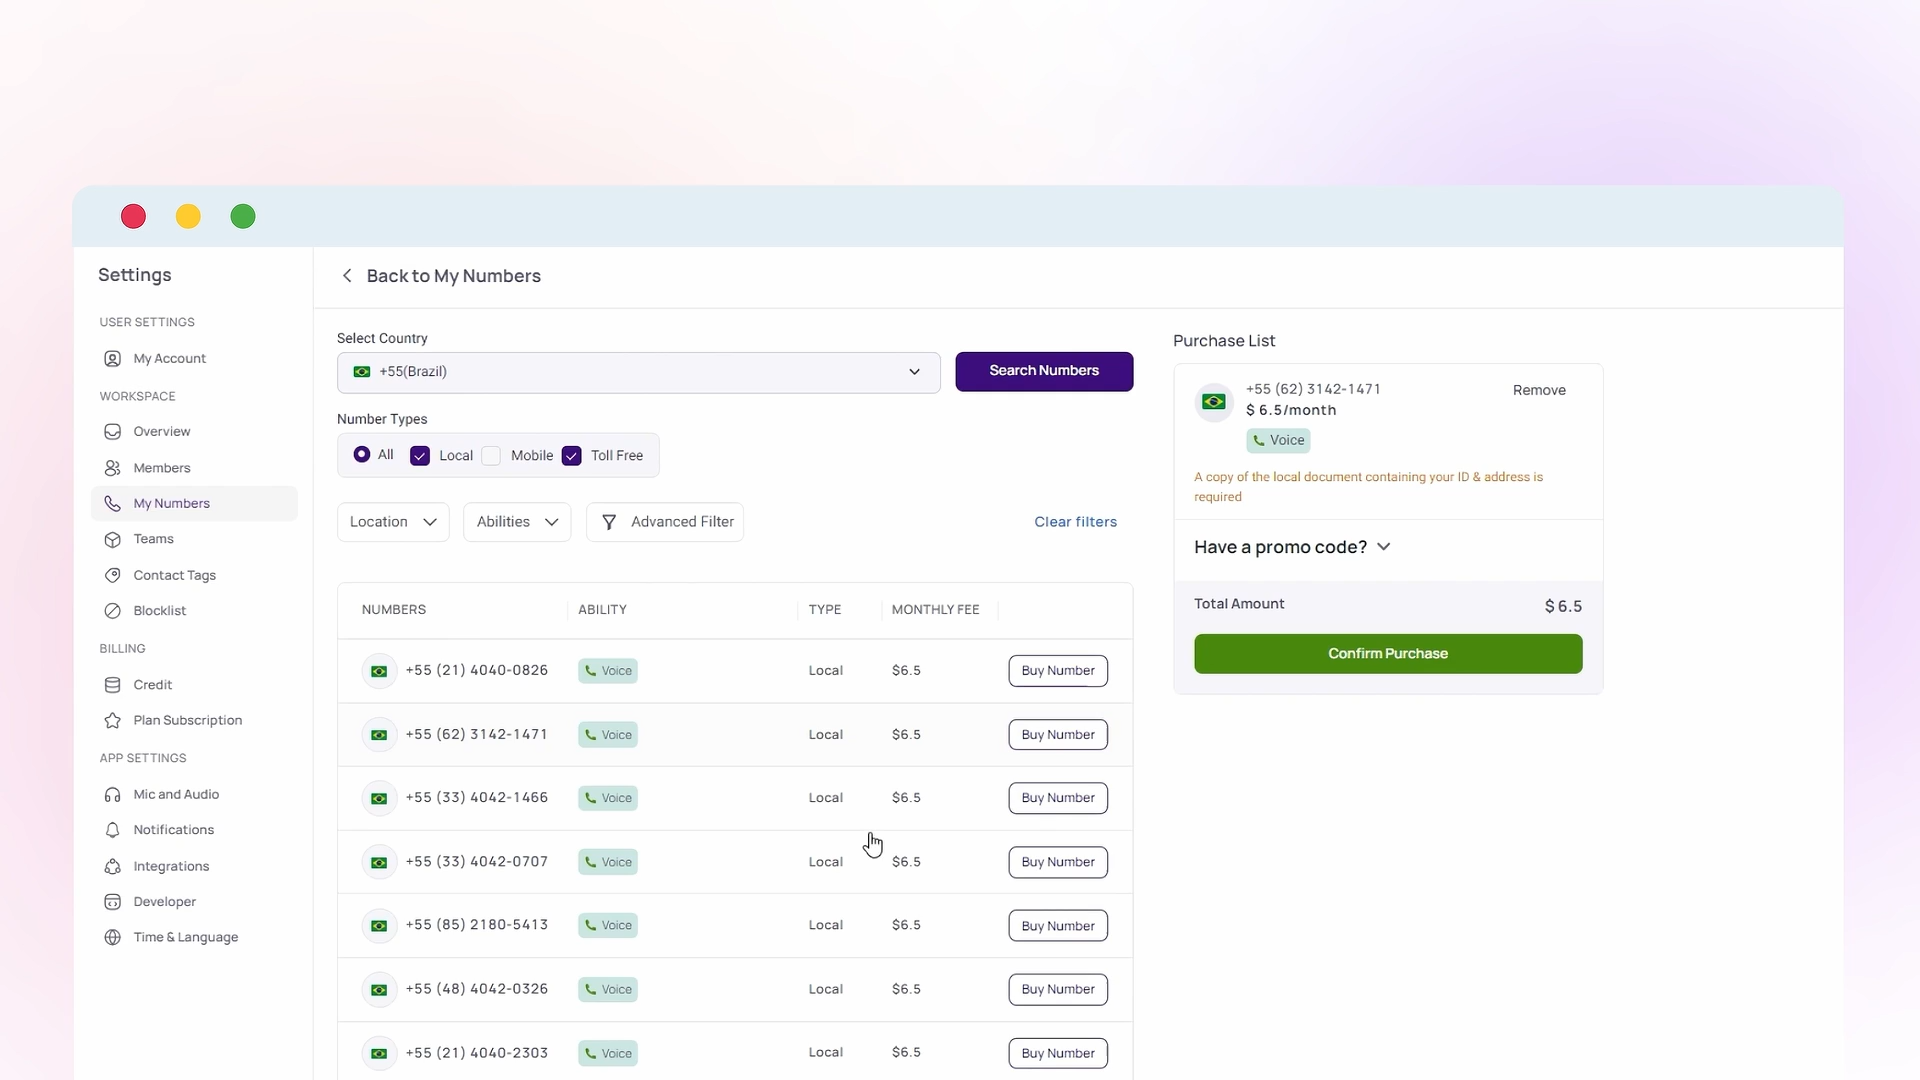 Settings
USER SETTINGS
My Account
WORKSPACE
Overview
Members
My Numbers
Teams
Contact Tags
Blocklist
BILLING
Credit
Plan Subscription
APP SETTINGS
Mic and Audio
Notifications
Integrations
Developer
Time & Language
Back to My Numbers
Select Country
+55(Brazil)
Search Numbers
Number Types
All Local Mobile Toll Free
Location Abilities Advanced Filter Clear filters
NUMBERS ABILITY TYPE MONTHLY FEE
+55 (21) 4040-0826 Voice Local $6.5 Buy Number
+55 (62) 3142-1471 Voice Local $6.5 Buy Number
+55 (33) 4042-1466 Voice Local $6.5 Buy Number
+55 (33) 4042-0707 Voice Local $6.5 Buy Number
+55 (85) 2180-5413 Voice Local $6.5 Buy Number
+55 (48) 4042-0326 Voice Local $6.5 Buy Number
+55 (21) 4040-2303 Voice Local $6.5 Buy Number
Purchase List
+55 (62) 3142-1471 Remove
$ 6.5/month
Voice
A copy of the local document containing your ID & address is
required
Have a promo code?
Total Amount $ 6.5
Confirm Purchase